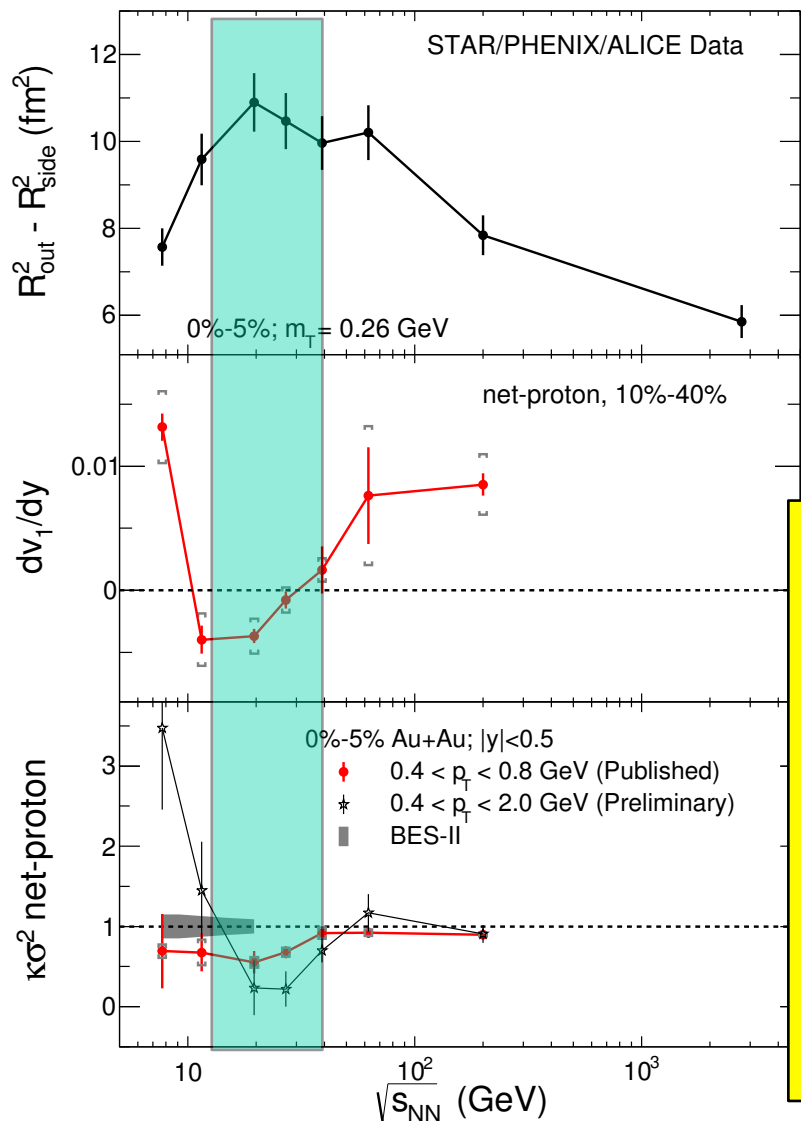 STAR/PHENIX/ALICE Data
R²out - R²side (fm²)
12
10
8
6
0%-5%; mT = 0.26 GeV
net-proton, 10%-40%
dv₁/dy
0.01
0
0%-5% Au+Au; |y|<0.5
0.4 < pT < 0.8 GeV (Published)
0.4 < pT < 2.0 GeV (Preliminary)
BES-II
κσ² net-proton
3
2
1
0
10 10² 10³
√sNN (GeV)